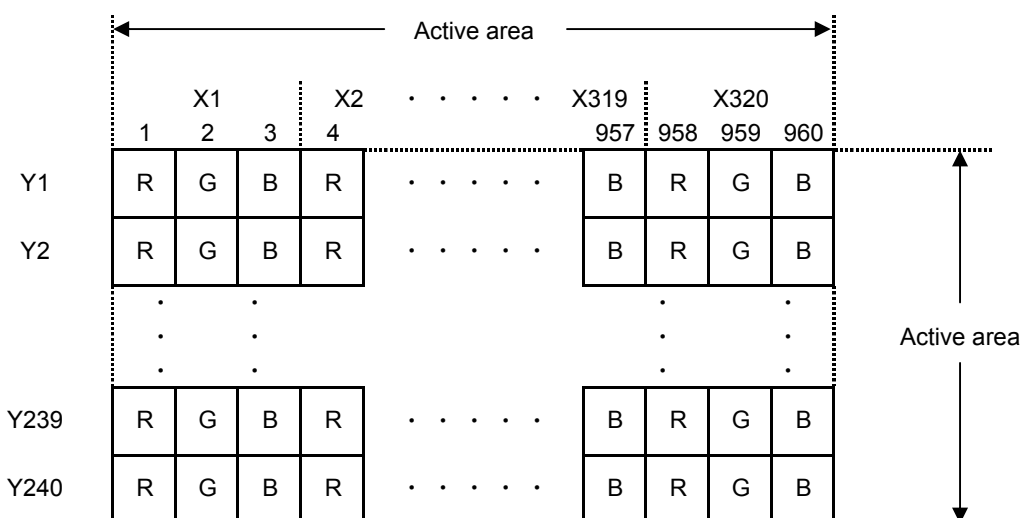 Active area
X1 X2 · · · · · X319 X320
1 2 3 4 957 958 959 960
Y1 R G B R · · · · · B R G B
Y2 R G B R · · · · · B R G B
· · · ·
· · · ·
Active area
· · · ·
Y239 R G B R · · · · · B R G B
Y240 R G B R · · · · · B R G B